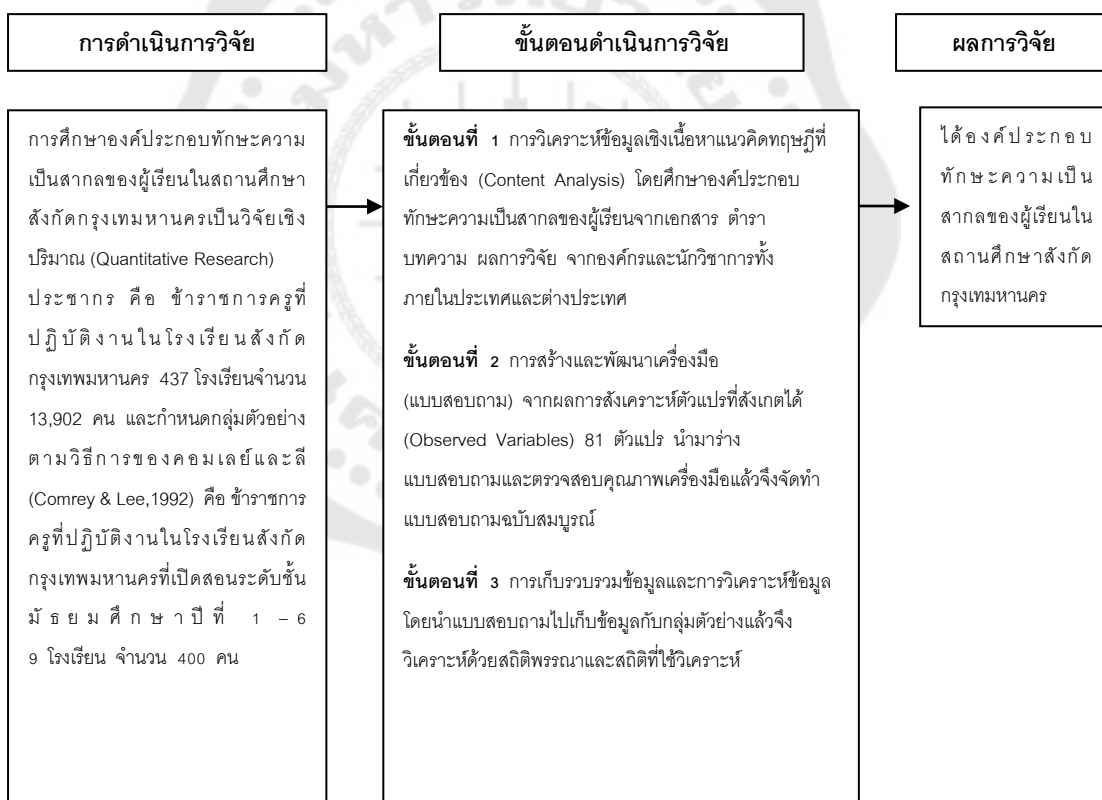 การดำเนินการวิจัย
ขั้นตอนดำเนินการวิจัย
ผลการวิจัย
การศึกษาองค์ประกอบทักษะความ
เป็นสากลของผู้เรียนในสถานศึกษา
สังกัดกรุงเทมหานครเป็นวิจัยเชิง
ปริมาณ (Quantitative Research)
ประชากร คือ ข้าราชการครูที่
ปฏิบัติงานในโรงเรียนสังกัด
กรุงเทพมหานคร 437 โรงเรียนจำนวน
13,902 คน และกำหนดกลุ่มตัวอย่าง
ตามวิธีการของคอมเลย์และลี
(Comrey & Lee,1992) คือ ข้าราชการ
ครูที่ปฏิบัติงานในโรงเรียนสังกัด
กรุงเทพมหานครที่เปิดสอนระดับชั้น
มัธยมศึกษาปีที่ 1 – 6
9 โรงเรียน จำนวน 400 คน
ขั้นตอนที่ 1 การวิเคราะห์ข้อมูลเชิงเนื้อหาแนวคิดทฤษฎีที่
เกี่ยวข้อง (Content Analysis) โดยศึกษาองค์ประกอบ
ทักษะความเป็นสากลของผู้เรียนจากเอกสาร ตำรา
บทความ ผลการวิจัย จากองค์กรและนักวิชาการทั้ง
ภายในประเทศและต่างประเทศ
ขั้นตอนที่ 2 การสร้างและพัฒนาเครื่องมือ
(แบบสอบถาม) จากผลการสังเคราะห์ตัวแปรที่สังเกตได้
(Observed Variables) 81 ตัวแปร นำมาร่าง
แบบสอบถามและตรวจสอบคุณภาพเครื่องมือแล้วจึงจัดทำ
แบบสอบถามฉบับสมบูรณ์
ขั้นตอนที่ 3 การเก็บรวบรวมข้อมูลและการวิเคราะห์ข้อมูล
โดยนำแบบสอบถามไปเก็บข้อมูลกับกลุ่มตัวอย่างแล้วจึง
วิเคราะห์ด้วยสถิติพรรณาและสถิติที่ใช้วิเคราะห์
ได้องค์ประกอบ
ทักษะความเป็น
สากลของผู้เรียนใน
สถานศึกษาสังกัด
กรุงเทมหานคร